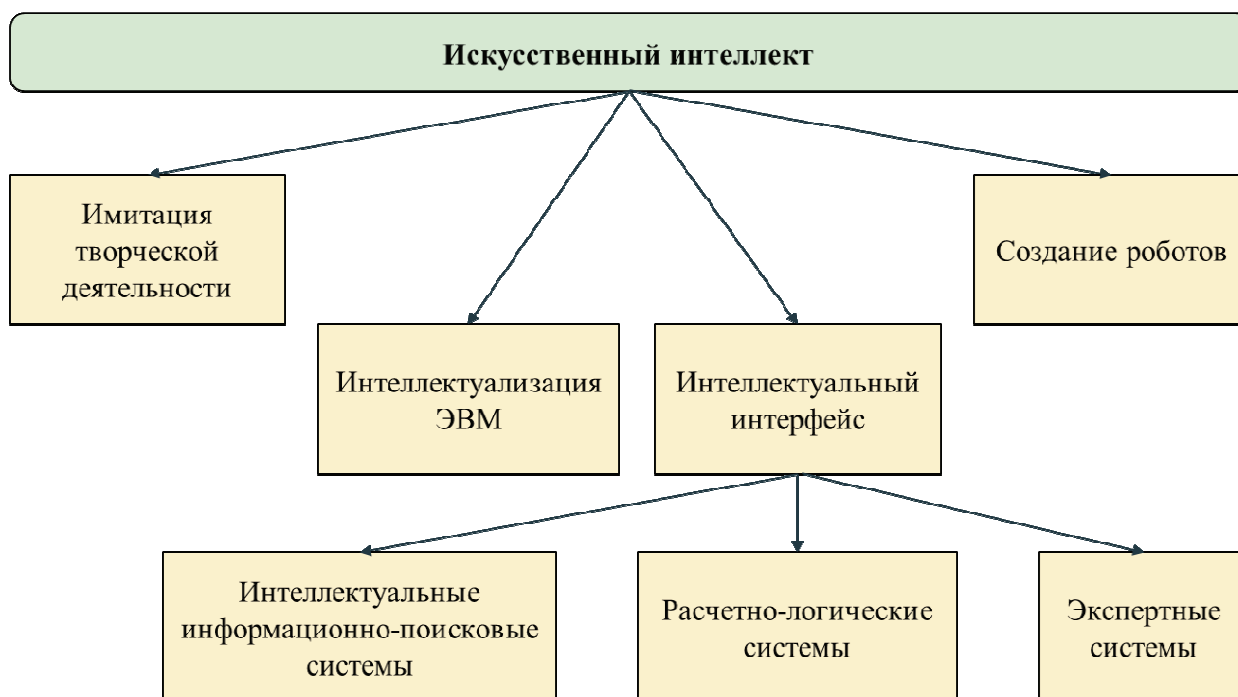 Искусственный интеллект
Имитация
творческой
деятельности
Создание роботов
Интеллектуализация
ЭВМ
Интеллектуальный
интерфейс
Интеллектуальные
информационно-поисковые
системы
Расчетно-логические
системы
Экспертные
системы